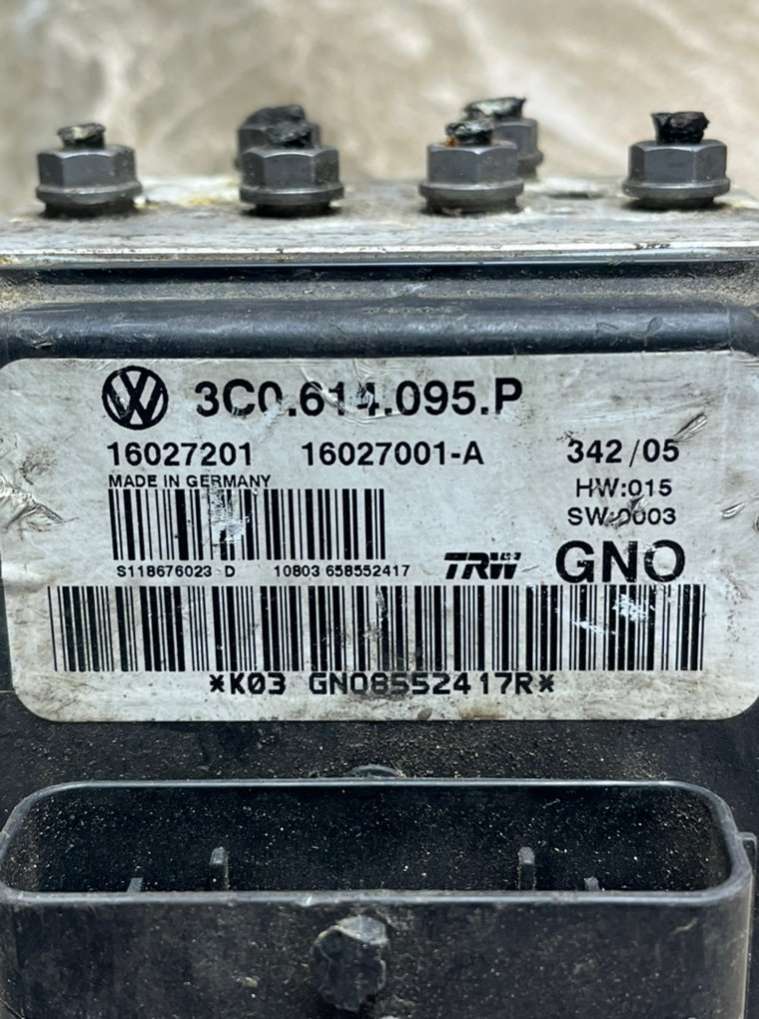 3C0.614.095.P
16027201 16027001-A 342/05
MADE IN GERMANY HW:015
SW:0003
S118676023 D 10803 658552417 TRW GNO
*K03 GNO8552417R*